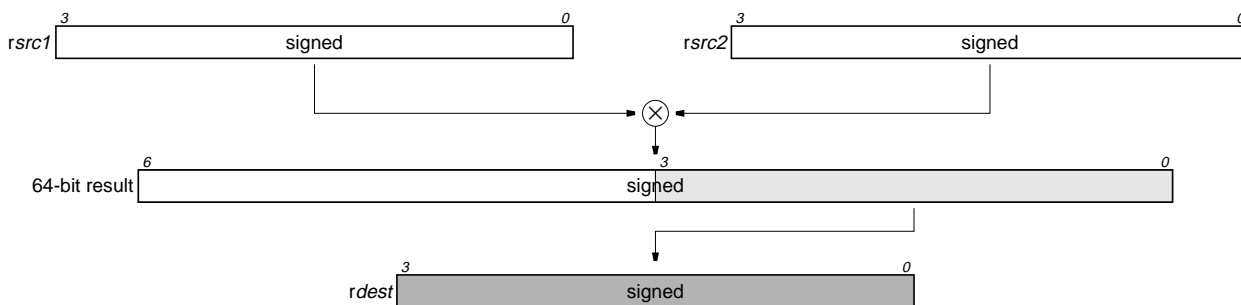 3 0 3 0
rsrc1 signed rsrc2 signed
6 3 0
64-bit result signed
3 0
rdest signed